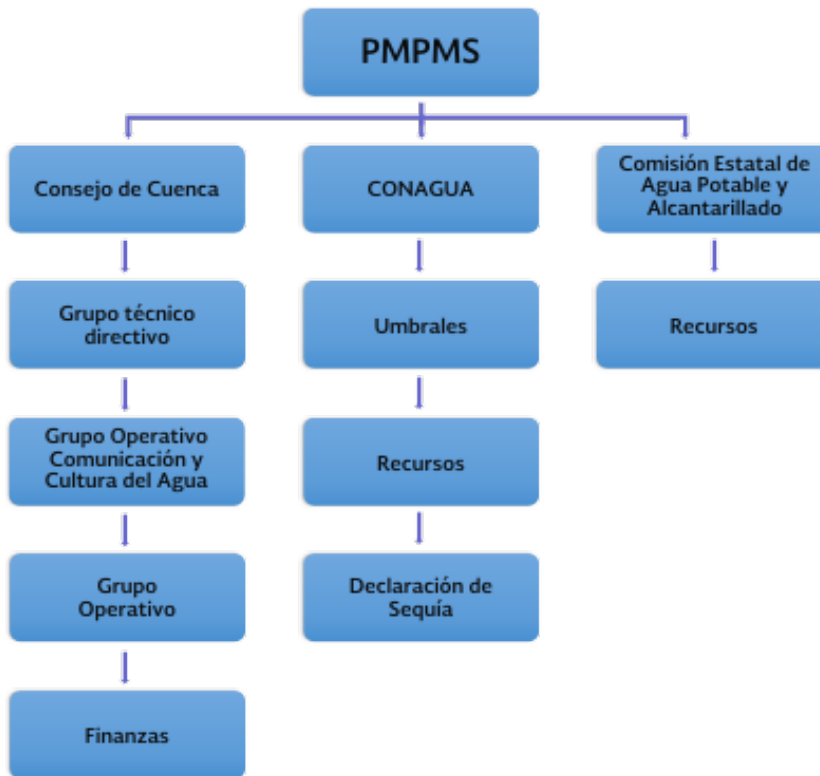 PMPMS
Consejo de Cuenca
CONAGUA
Comisión Estatal de
Agua Potable y
Alcantarillado
Grupo técnico
directivo
Umbrales
Recursos
Grupo Operativo
Comunicación y
Cultura del Agua
Recursos
Grupo
Operativo
Declaración de
Sequía
Finanzas